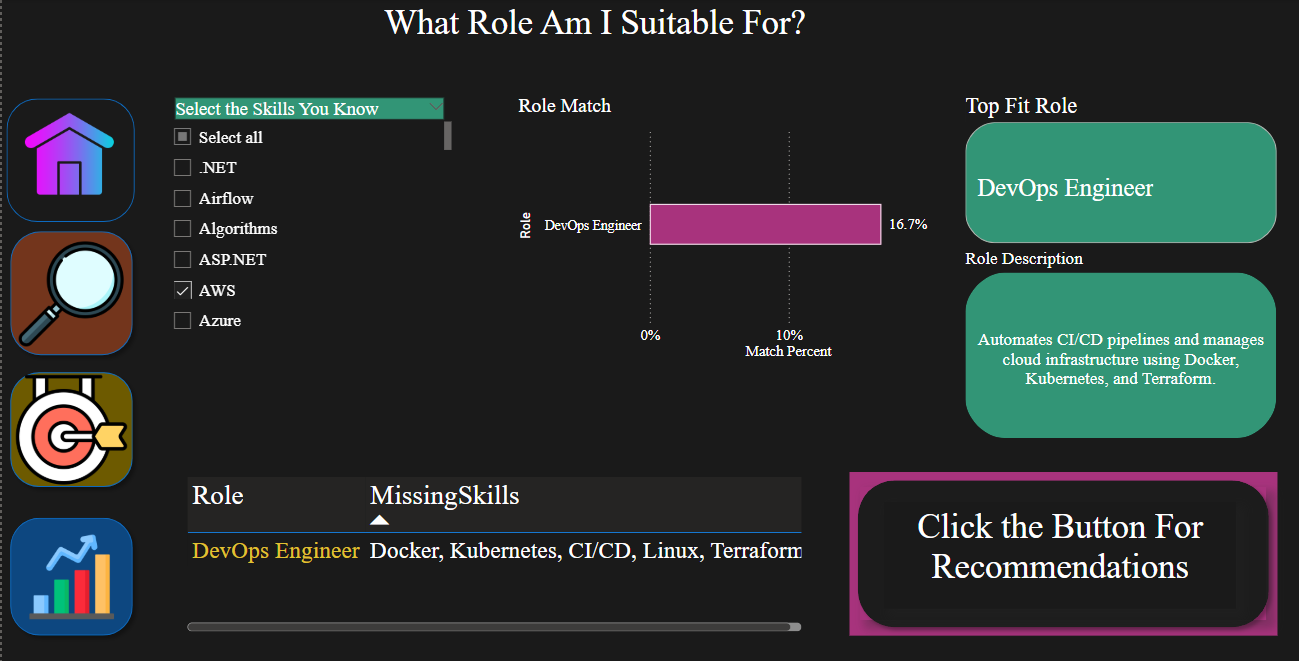 What Role Am I Suitable For?
Select the Skills You Know
Select all
.NET
Airflow
Algorithms
ASP.NET
AWS
Azure
Role Match
Role
DevOps Engineer
16.7%
0%
10%
Match Percent
Top Fit Role
DevOps Engineer
Role Description
Automates CI/CD pipelines and manages
cloud infrastructure using Docker,
Kubernetes, and Terraform.
Role MissingSkills
DevOps Engineer Docker, Kubernetes, CI/CD, Linux, Terraform
Click the Button For
Recommendations